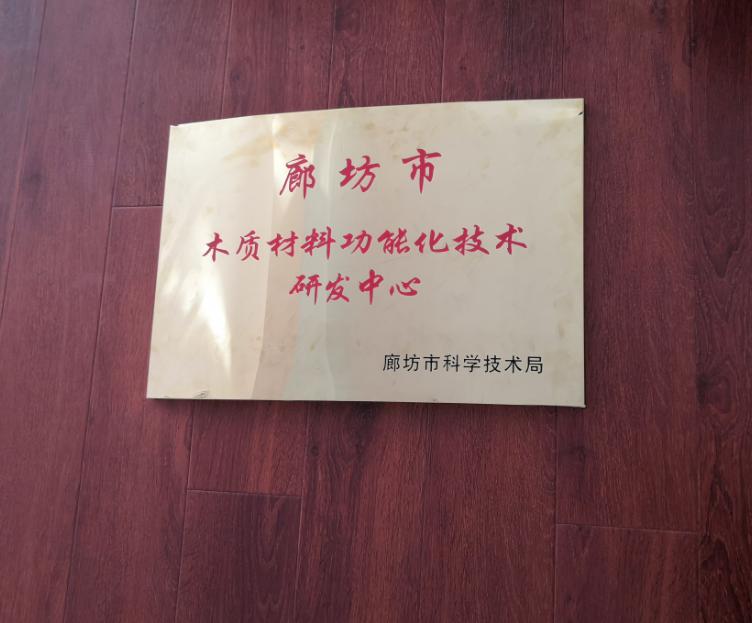 廊坊市
木质材料功能化技术
研发中心
廊坊市科学技术局